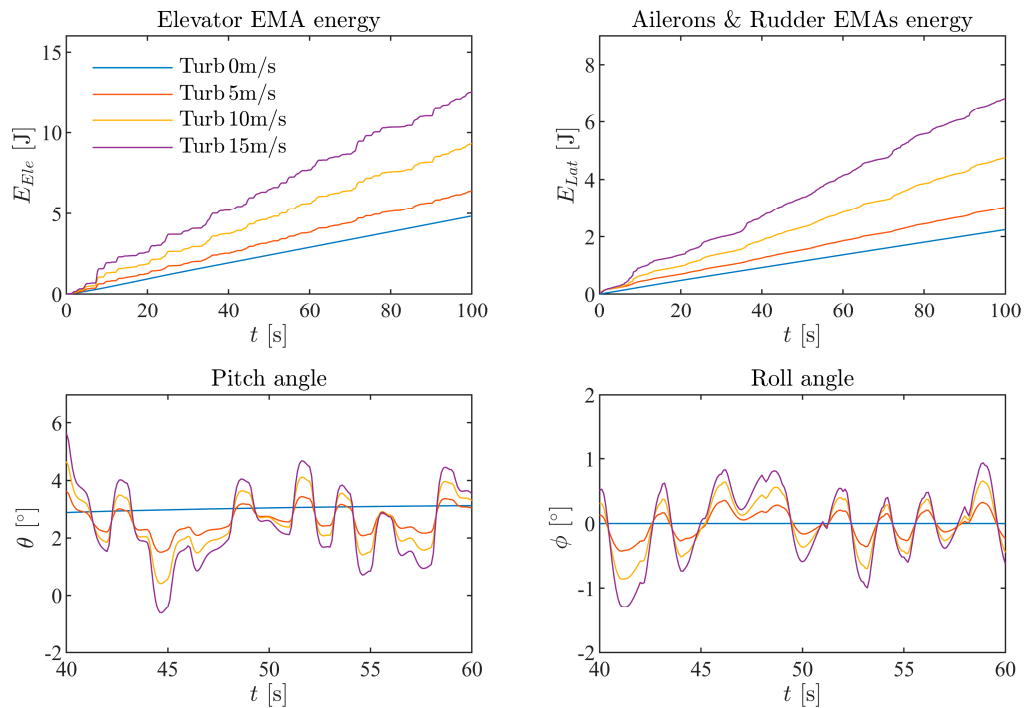 Elevator EMA energy
15
10
5
0
E_Ele [J]
Turb 0m/s
Turb 5m/s
Turb 10m/s
Turb 15m/s
0 20 40 60 80 100
t [s]
Ailerons & Rudder EMAs energy
8
6
4
2
0
E_Lat [J]
0 20 40 60 80 100
t [s]
Pitch angle
6
4
2
0
-2
θ [°]
40 45 50 55 60
t [s]
Roll angle
2
1
0
-1
-2
ϕ [°]
40 45 50 55 60
t [s]